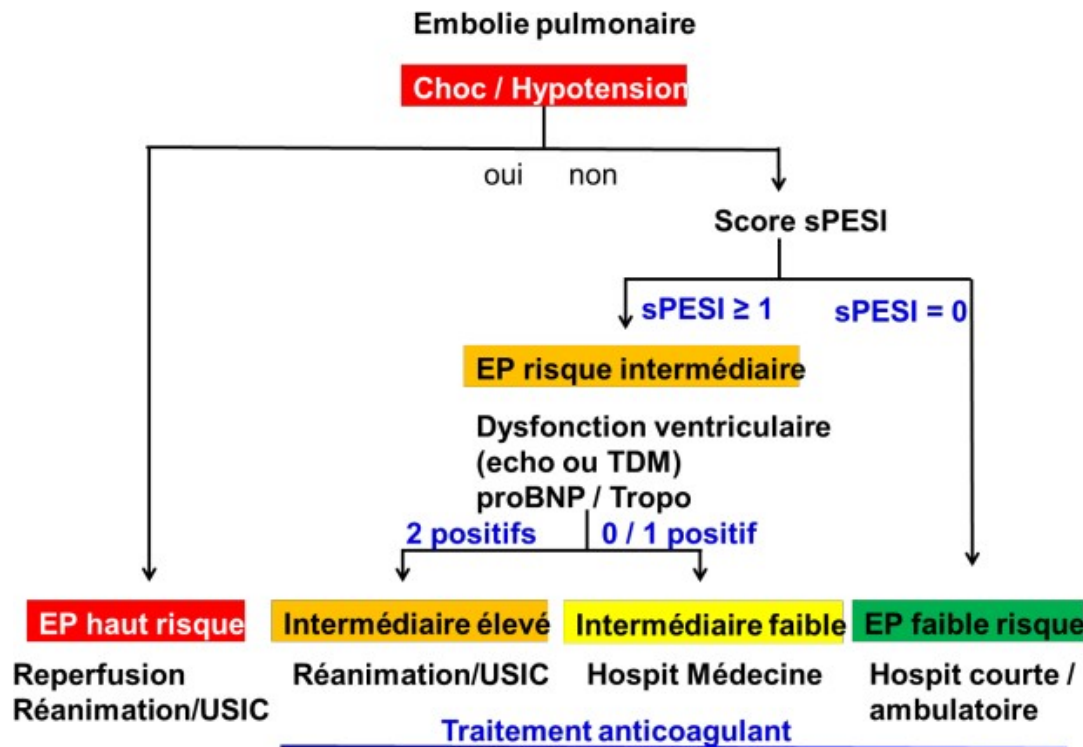 Embolie pulmonaire
Choc / Hypotension
oui non
Score sPESI
sPESI ≥ 1
sPESI = 0
EP risque intermédiaire
Dysfonction ventriculaire
(echo ou TDM)
proBNP / Tropo
2 positifs
0 / 1 positif
EP haut risque
Intermédiaire élevé
Intermédiaire faible
EP faible risque
Reperfusion
Réanimation/USIC
Réanimation/USIC
Hospit Médecine
Hospit courte /
ambulatoire
Traitement anticoagulant